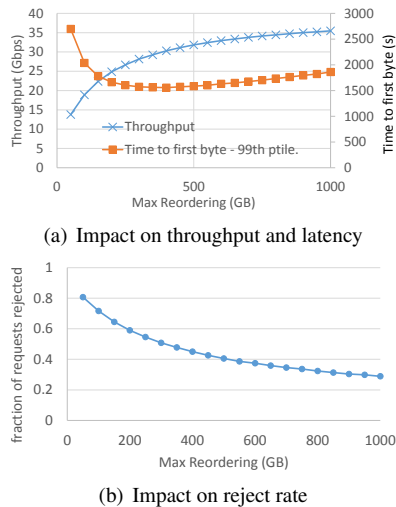 40 3000
35 2500
30
25 2000
20 1500
15 1000
10
5 500
0 0
0 500 1000
Throughput (Gbps)
Time to first byte (s)
Throughput
Time to first byte - 99th ptile.
Max Reordering (GB)
(a) Impact on throughput and latency
1
0.8
0.6
0.4
0.2
0
0 200 400 600 800 1000
fraction of requests rejected
Max Reordering (GB)
(b) Impact on reject rate